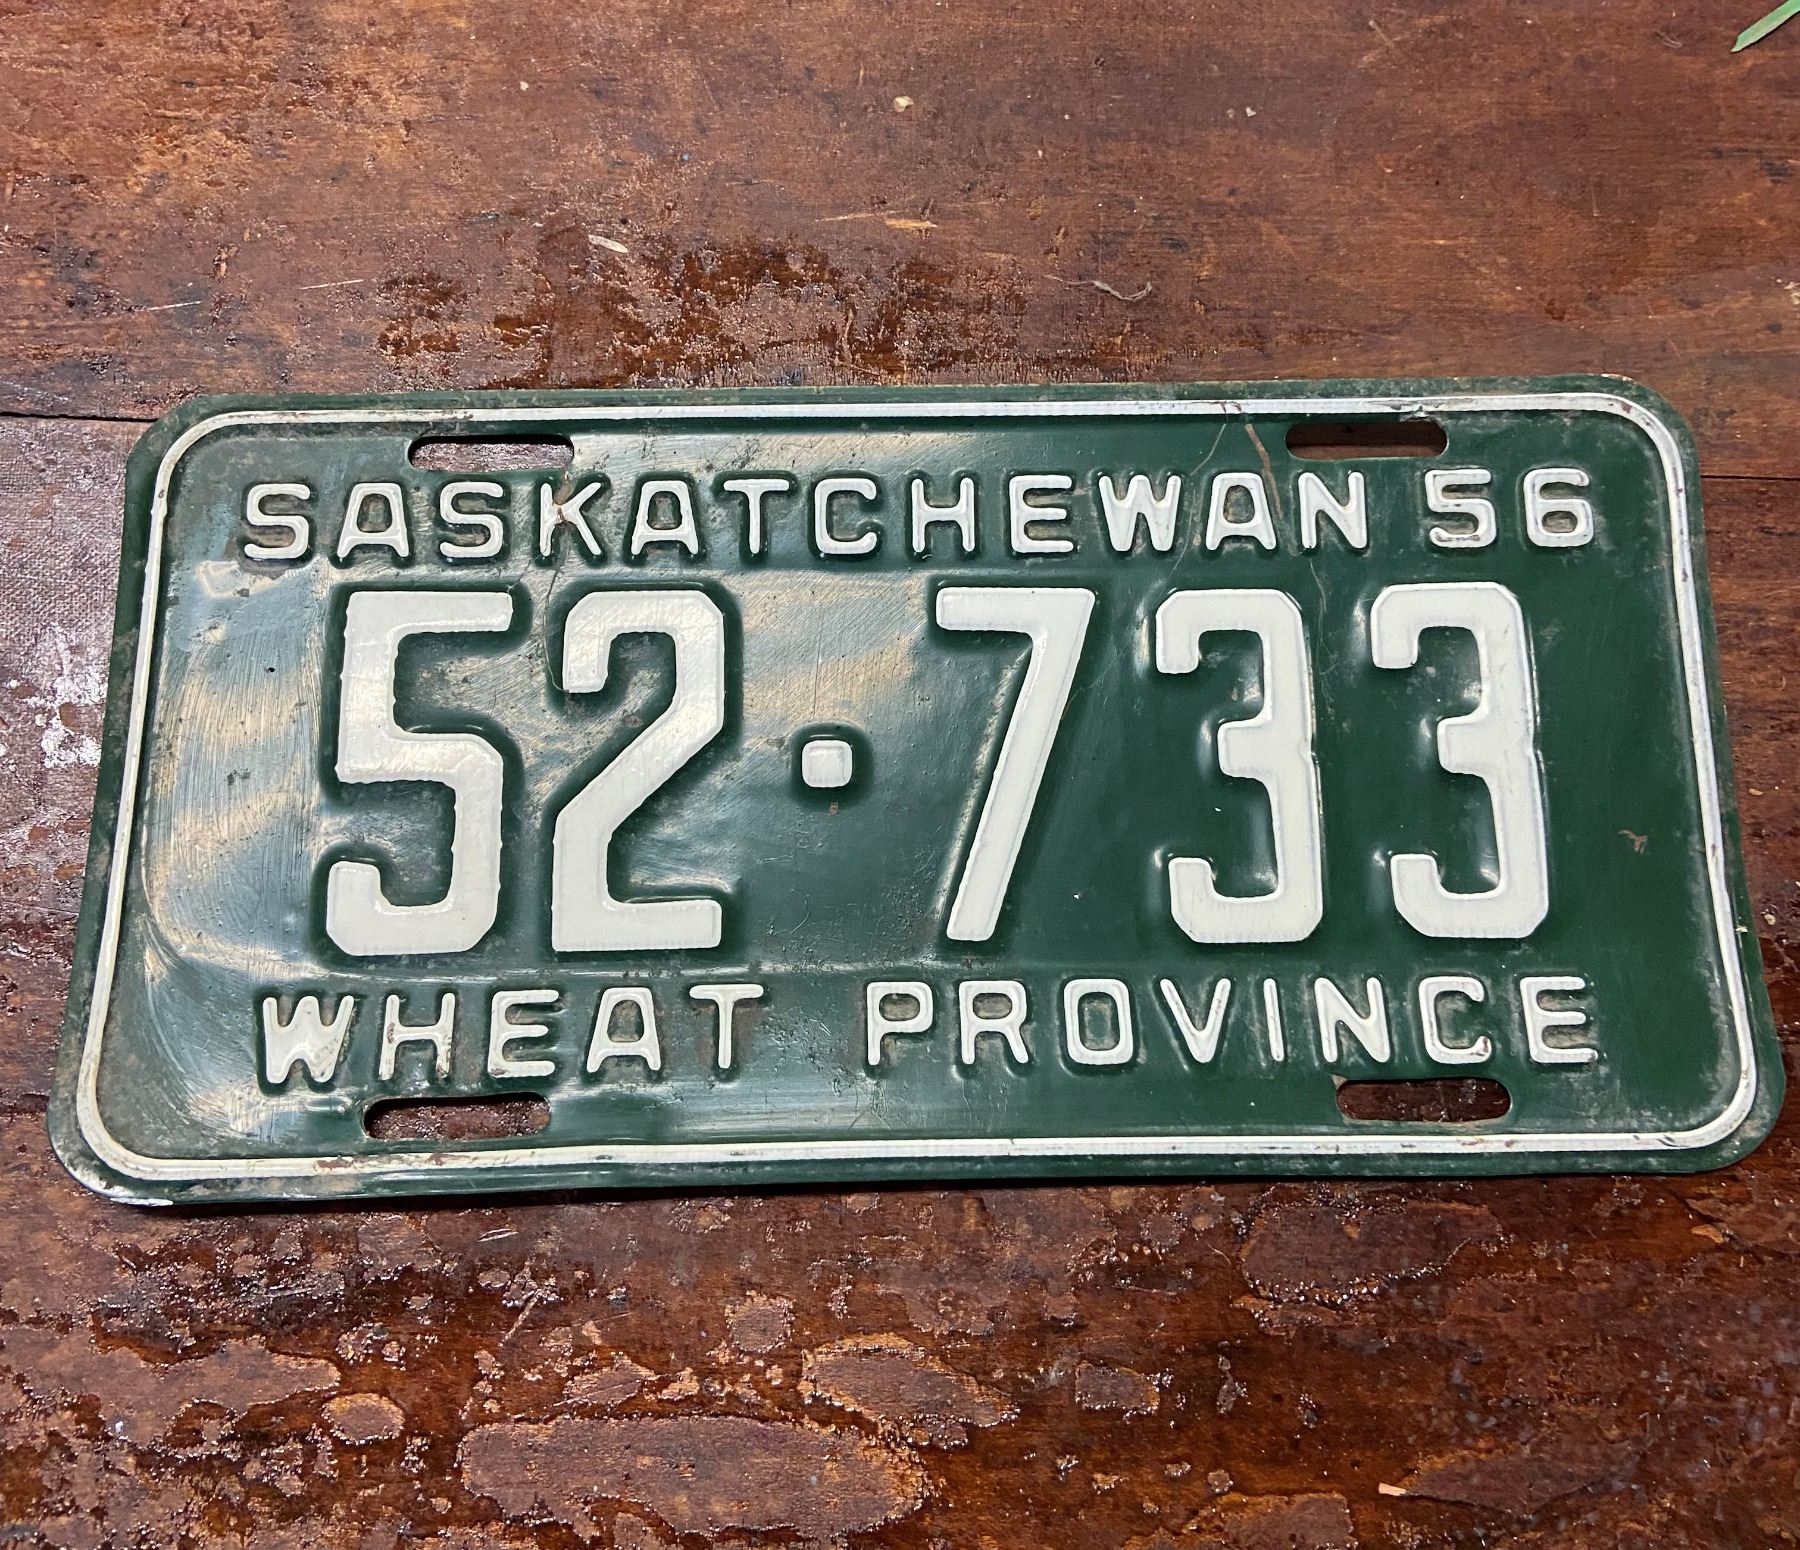 SASKATCHEWAN 56
52·733
WHEAT PROVINCE